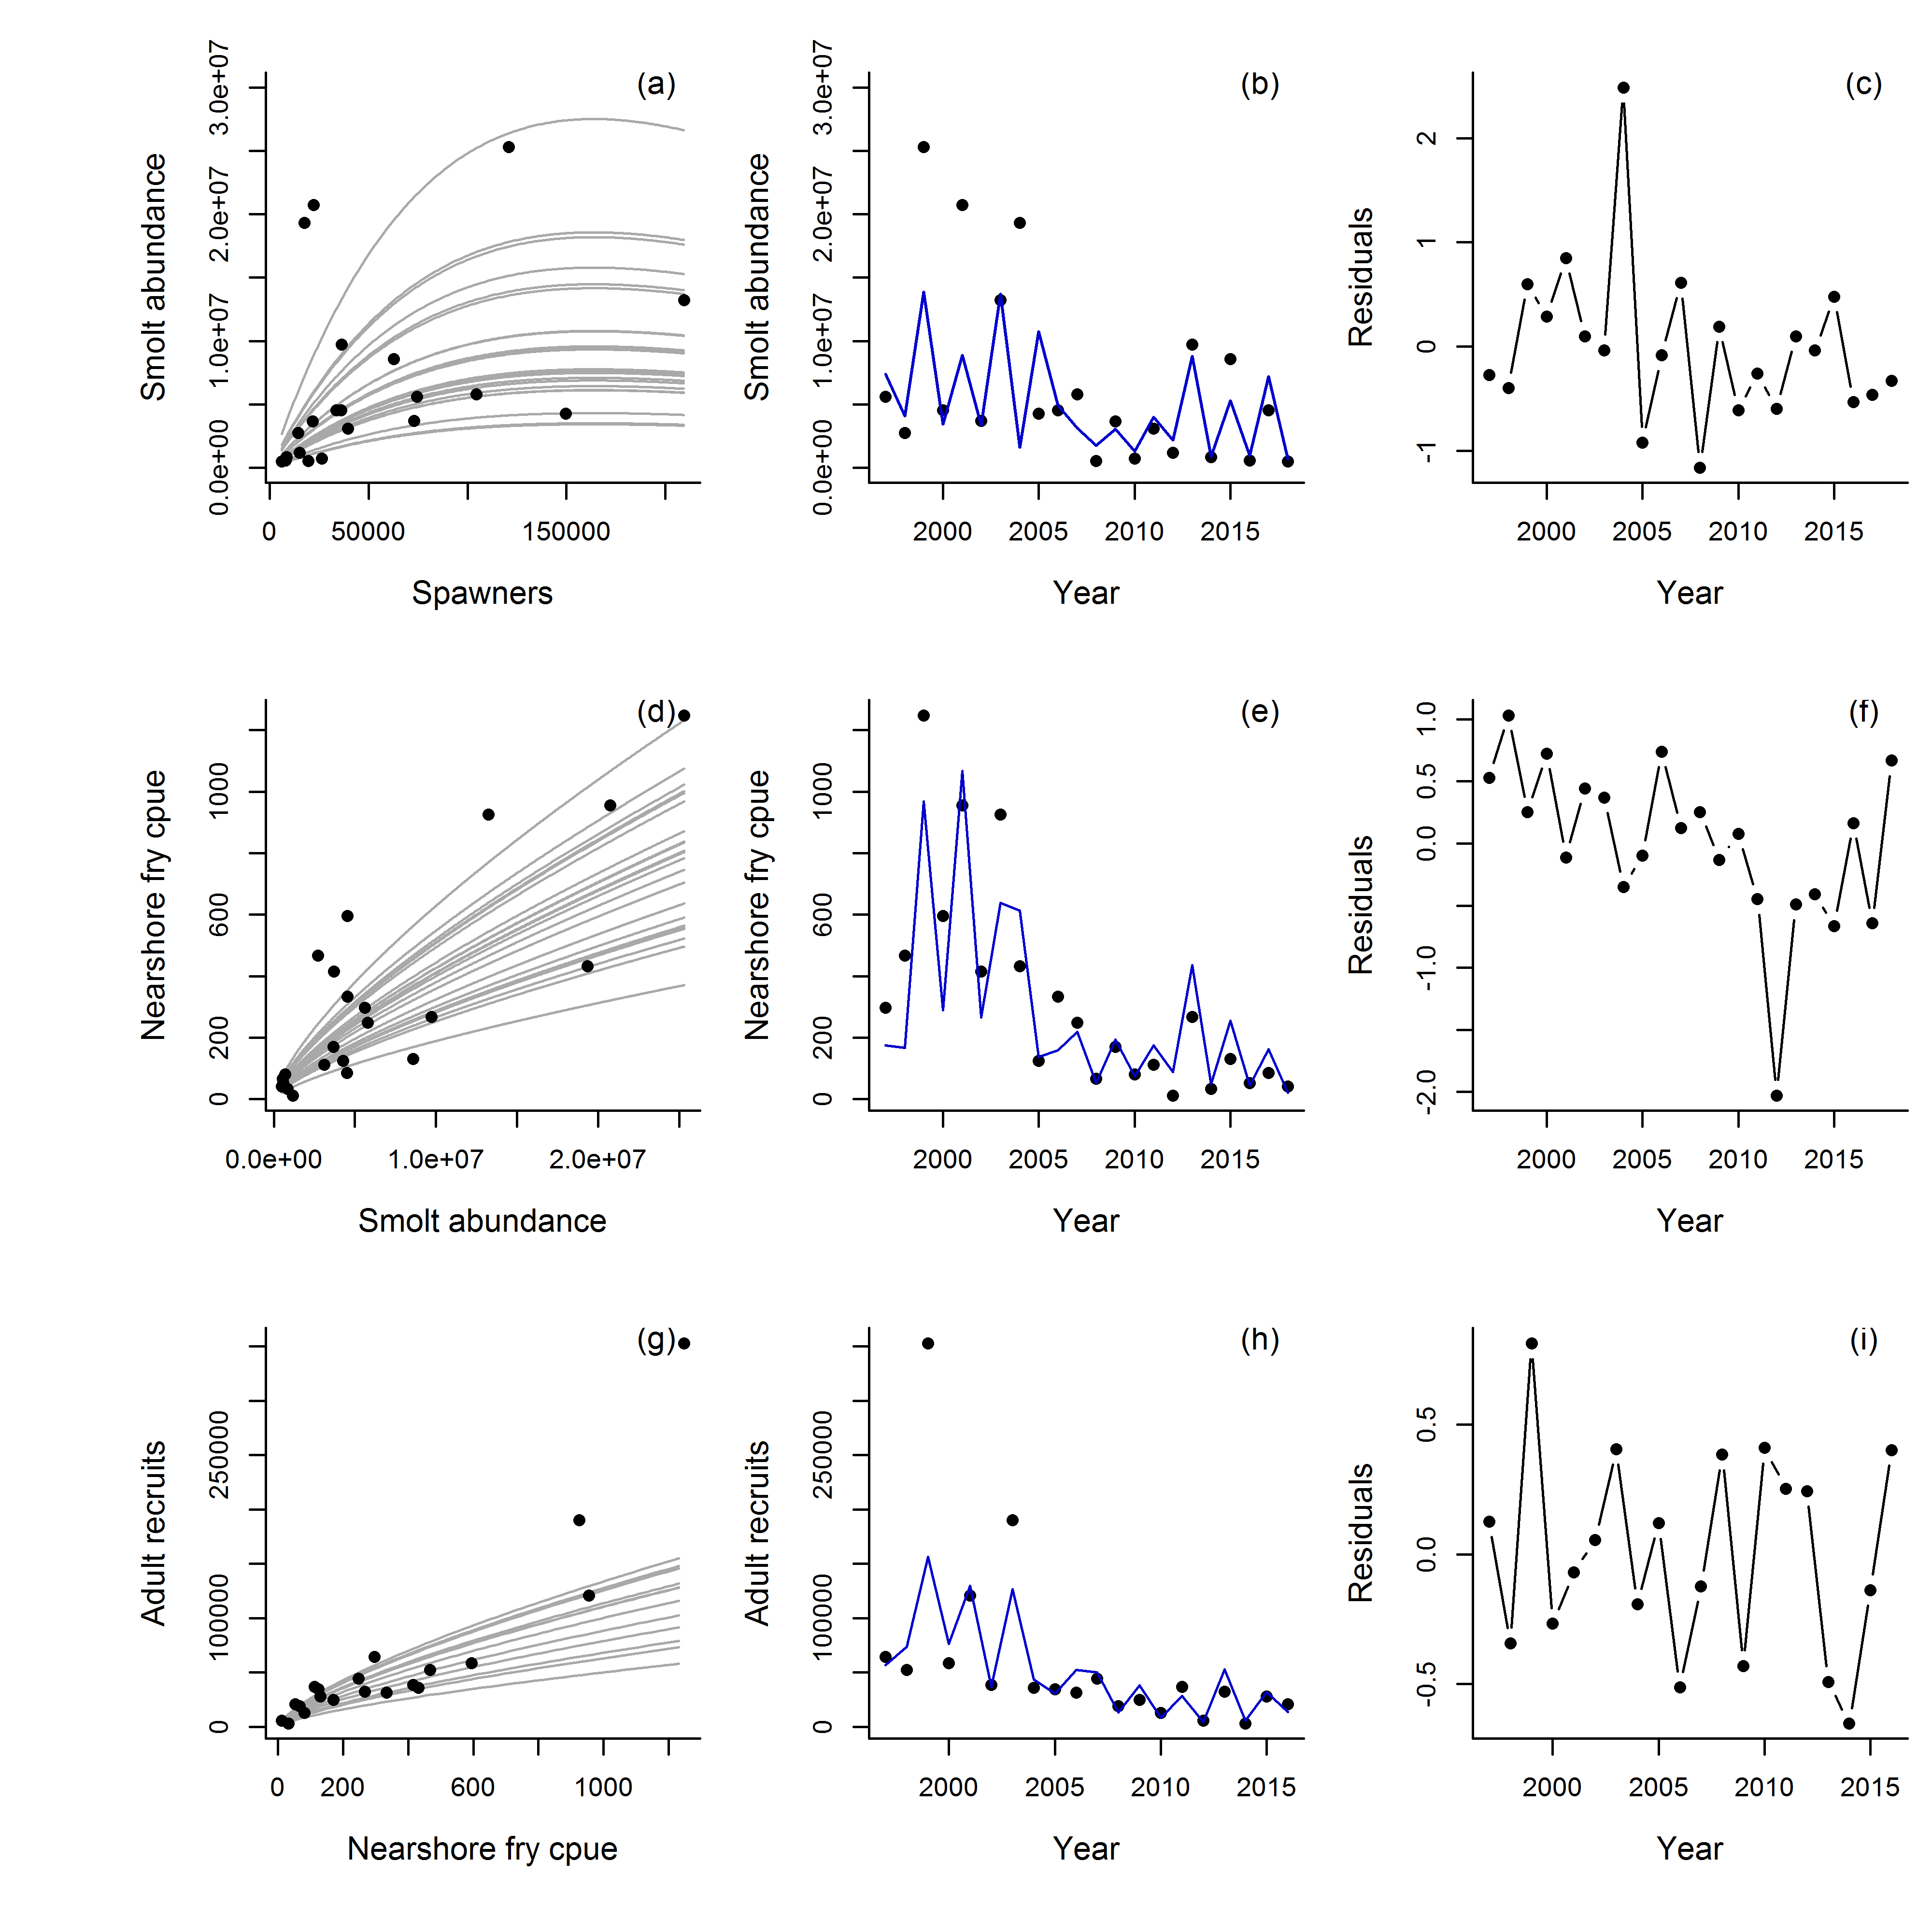 (a)
Smolt abundance
0.0e+00 1.0e+07 2.0e+07 3.0e+07
0 50000 150000
Spawners
(b)
Smolt abundance
0.0e+00 1.0e+07 2.0e+07 3.0e+07
2000 2005 2010 2015
Year
(c)
Residuals
-1 0 1 2
2000 2005 2010 2015
Year
(d)
Nearshore fry cpue
0 200 600 1000
0.0e+00 1.0e+07 2.0e+07
Smolt abundance
(e)
Nearshore fry cpue
0 200 600 1000
2000 2005 2010 2015
Year
(f)
Residuals
-2.0 -1.0 0.0 0.5 1.0
2000 2005 2010 2015
Year
(g)
Adult recruits
0 100000 250000
0 200 600 1000
Nearshore fry cpue
(h)
Adult recruits
0 100000 250000
2000 2005 2010 2015
Year
(i)
Residuals
-0.5 0.0 0.5
2000 2005 2010 2015
Year